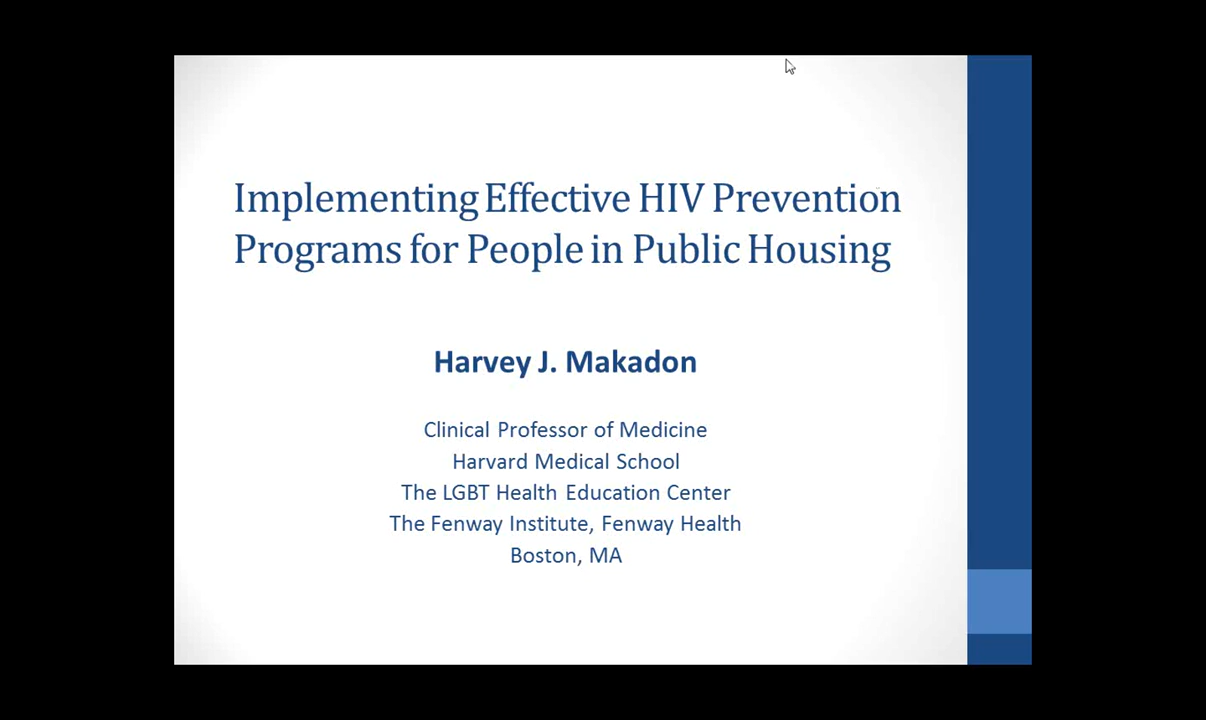 Implementing Effective HIV Prevention
Programs for People in Public Housing
Harvey J. Makadon
Clinical Professor of Medicine
Harvard Medical School
The LGBT Health Education Center
The Fenway Institute, Fenway Health
Boston, MA